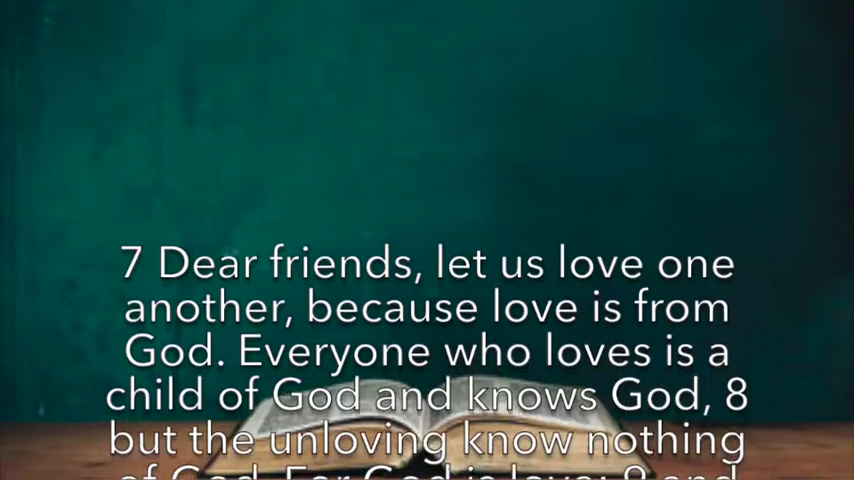 7 Dear friends, let us love one
another, because love is from
God. Everyone who loves is a
child of God and knows God, 8
but the unloving know nothing
of God. For God is love; 9 and